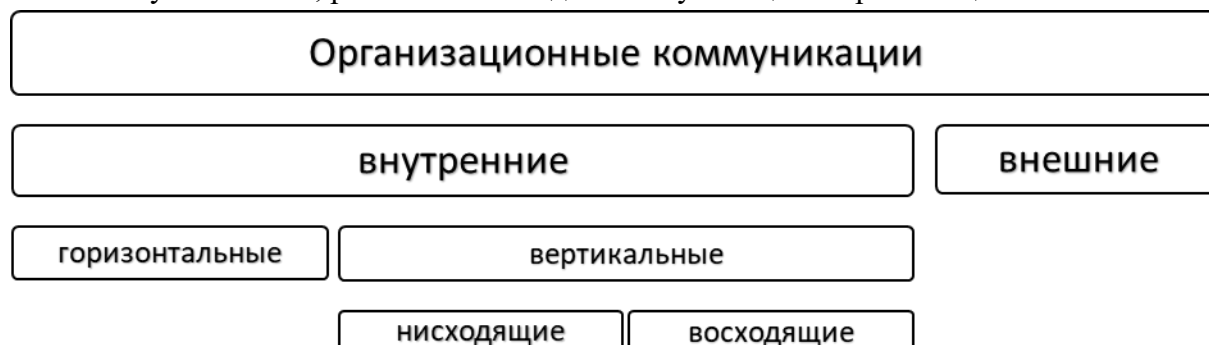 Организационные коммуникации
внутренние внешние
горизонтальные вертикальные
нисходящие восходящие